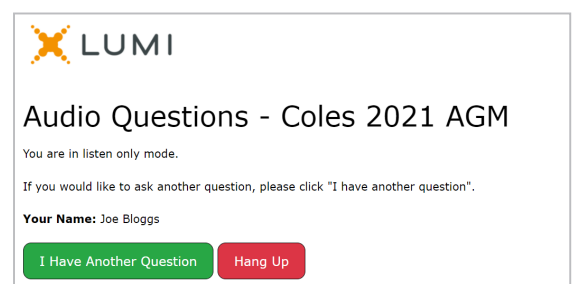 LUMI
Audio Questions - Coles 2021 AGM
You are in listen only mode.
If you would like to ask another question, please click "I have another question".
Your Name: Joe Bloggs
I Have Another Question Hang Up